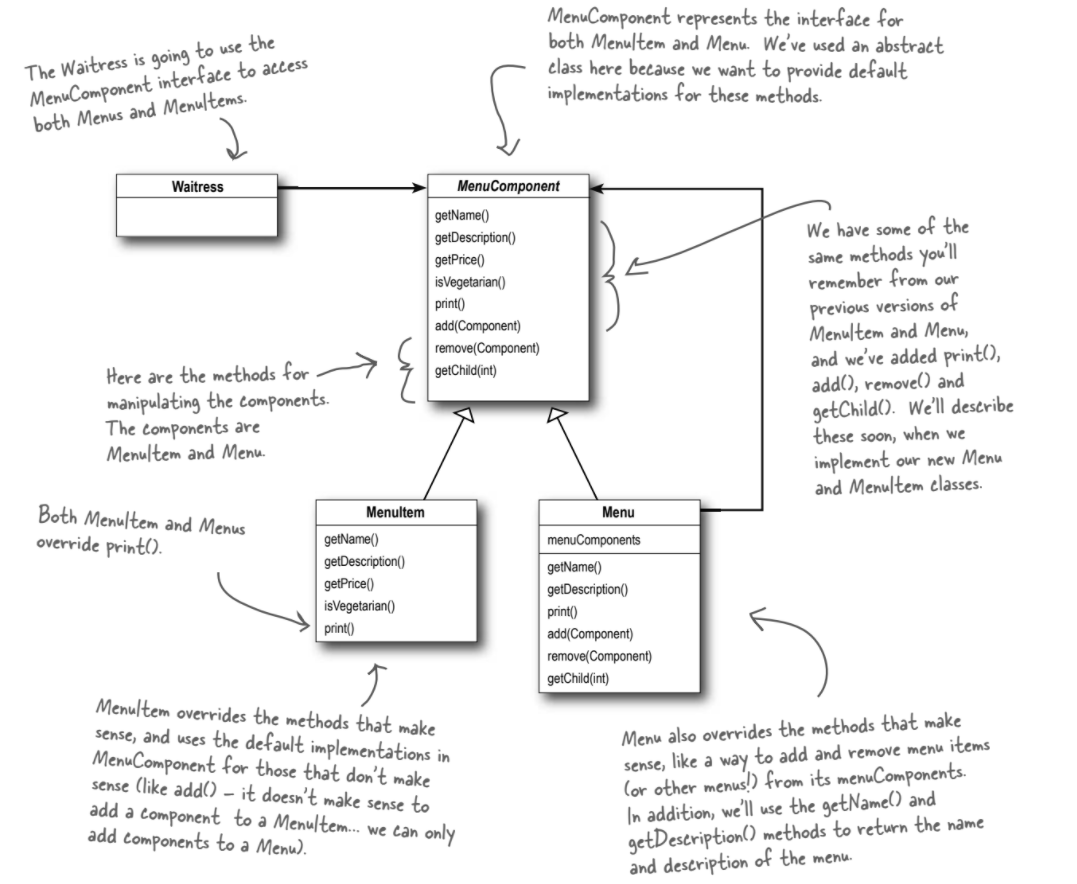 The Waitress is going to use the
MenuComponent interface to access
both Menus and MenuItems.
MenuComponent represents the interface for
both MenuItem and Menu. We've used an abstract
class here because we want to provide default
implementations for these methods.
Waitress
MenuComponent
getName()
getDescription()
getPrice()
isVegetarian()
print()
add(Component)
remove(Component)
getChild(int)
We have some of the
same methods you'll
remember from our
previous versions of
MenuItem and Menu,
and we've added print(),
add(), remove() and
getChild(). We'll describe
these soon, when we
implement our new Menu
and MenuItem classes.
Here are the methods for
manipulating the components.
The components are
MenuItem and Menu.
Both MenuItem and Menus
override print().
MenuItem
getName()
getDescription()
getPrice()
isVegetarian()
print()
Menu
menuComponents
getName()
getDescription()
print()
add(Component)
remove(Component)
getChild(int)
MenuItem overrides the methods that make
sense, and uses the default implementations in
MenuComponent for those that don't make
sense (like add() – it doesn't make sense to
add a component to a MenuItem... we can only
add components to a Menu).
Menu also overrides the methods that make
sense, like a way to add and remove menu items
(or other menus!) from its menuComponents.
In addition, we'll use the getName() and
getDescription() methods to return the name
and description of the menu.